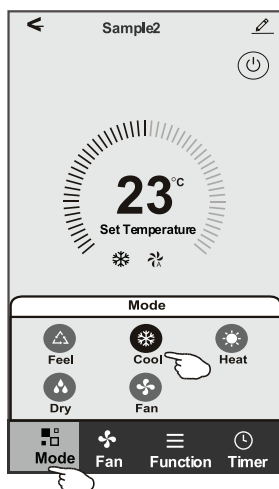 Sample2
23°C
Set Temperature
A
Mode
Feel Cool Heat
Dry Fan
Mode Fan Function Timer